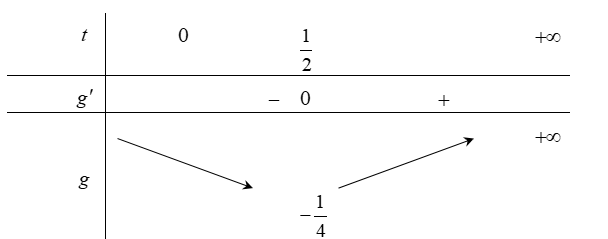 t 0 1/2 +∞
g′ − 0 +
+∞
g
−1/4